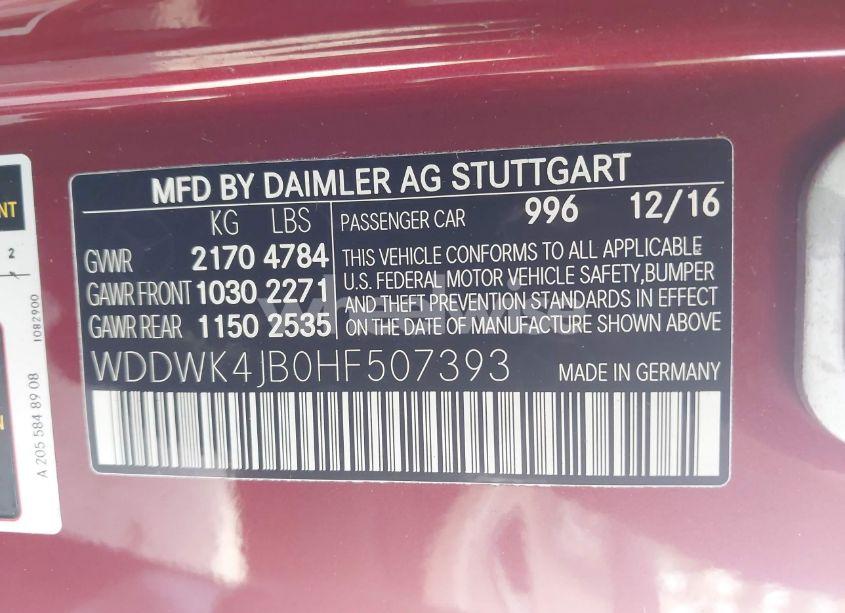 MFD BY DAIMLER AG STUTTGART
KG LBS PASSENGER CAR 996 12/16
GVWR 2170 4784
GAWR FRONT 1030 2271
GAWR REAR 1150 2535
THIS VEHICLE CONFORMS TO ALL APPLICABLE
U.S. FEDERAL MOTOR VEHICLE SAFETY,BUMPER
AND THEFT PREVENTION STANDARDS IN EFFECT
ON THE DATE OF MANUFACTURE SHOWN ABOVE
WDDWK4JB0HF507393 MADE IN GERMANY
2
1082900
A 205 584 89 08
wheelwise